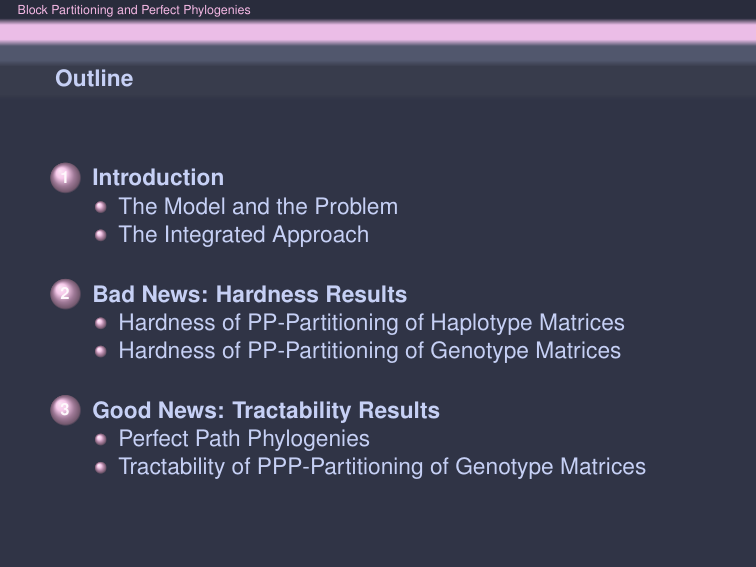 Block Partitioning and Perfect Phylogenies
Outline
1 Introduction
The Model and the Problem
The Integrated Approach
2 Bad News: Hardness Results
Hardness of PP-Partitioning of Haplotype Matrices
Hardness of PP-Partitioning of Genotype Matrices
3 Good News: Tractability Results
Perfect Path Phylogenies
Tractability of PPP-Partitioning of Genotype Matrices